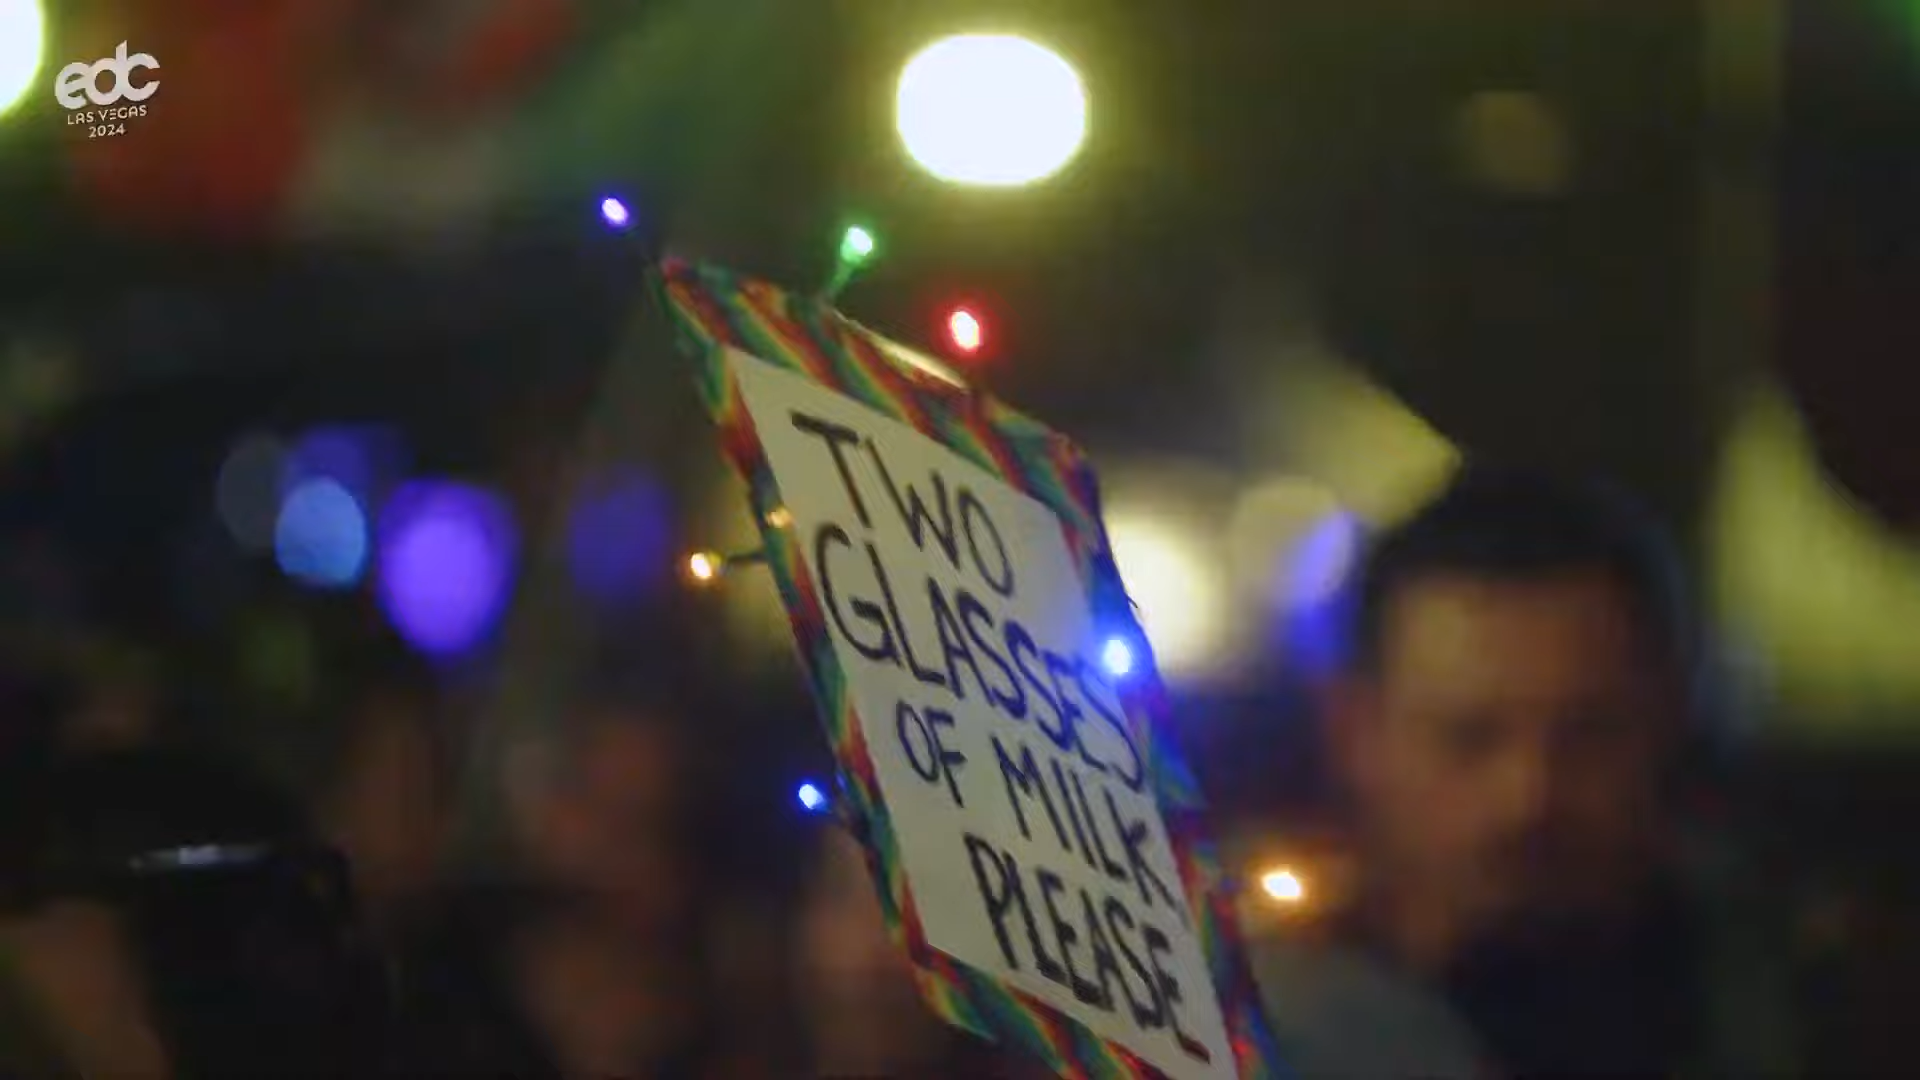 edc
LAS VEGAS
2024
TWO
GLASSES
OF MILK
PLEASE